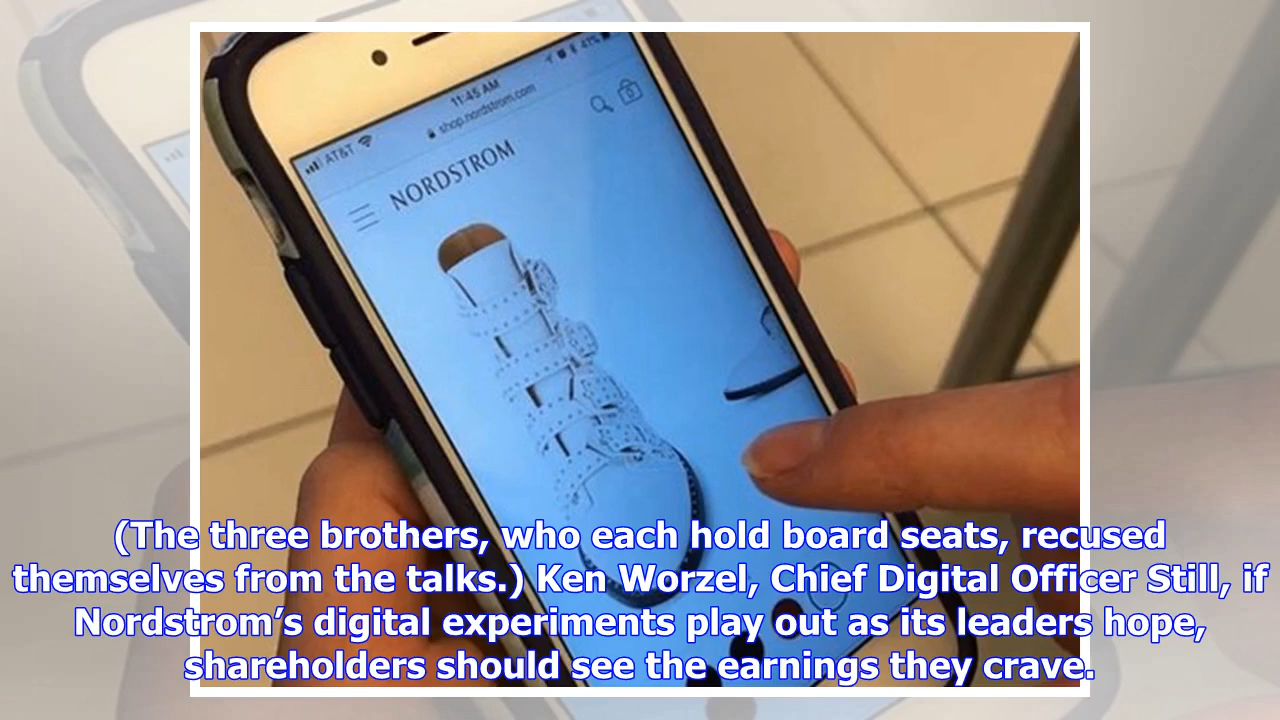 11:45 AM
AT&T
41%
shop.nordstrom.com
NORDSTROM
(The three brothers, who each hold board seats, recused
themselves from the talks.) Ken Worzel, Chief Digital Officer Still, if
Nordstrom’s digital experiments play out as its leaders hope,
shareholders should see the earnings they crave.